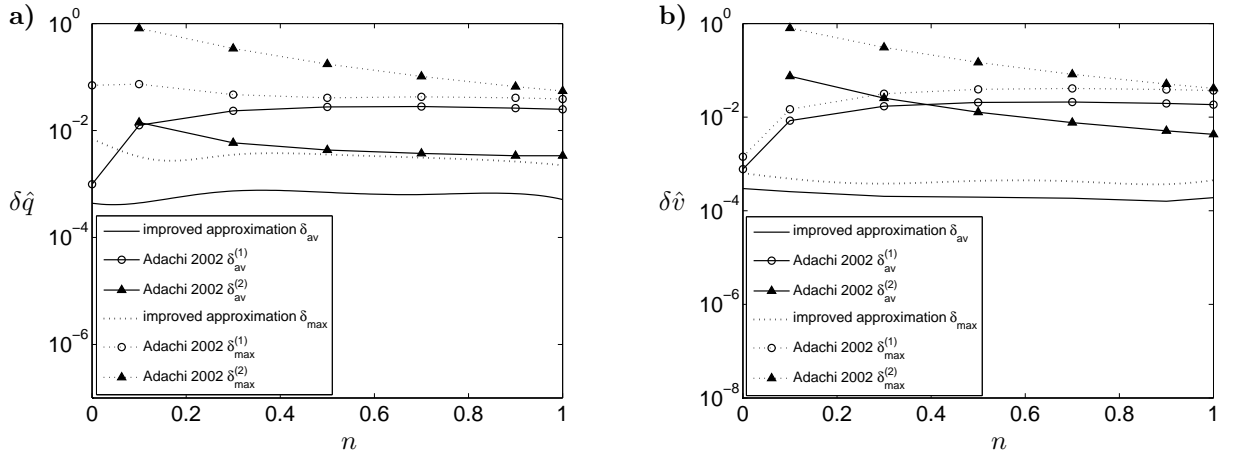 a)
10^0
10^−2
10^−4
10^−6
δq̂
improved approximation δ_av
Adachi 2002 δ_av^(1)
Adachi 2002 δ_av^(2)
improved approximation δ_max
Adachi 2002 δ_max^(1)
Adachi 2002 δ_max^(2)
0 0.2 0.4 0.6 0.8 1
n
b)
10^0
10^−2
10^−4
10^−6
10^−8
δv̂
improved approximation δ_av
Adachi 2002 δ_av^(1)
Adachi 2002 δ_av^(2)
improved approximation δ_max
Adachi 2002 δ_max^(1)
Adachi 2002 δ_max^(2)
0 0.2 0.4 0.6 0.8 1
n